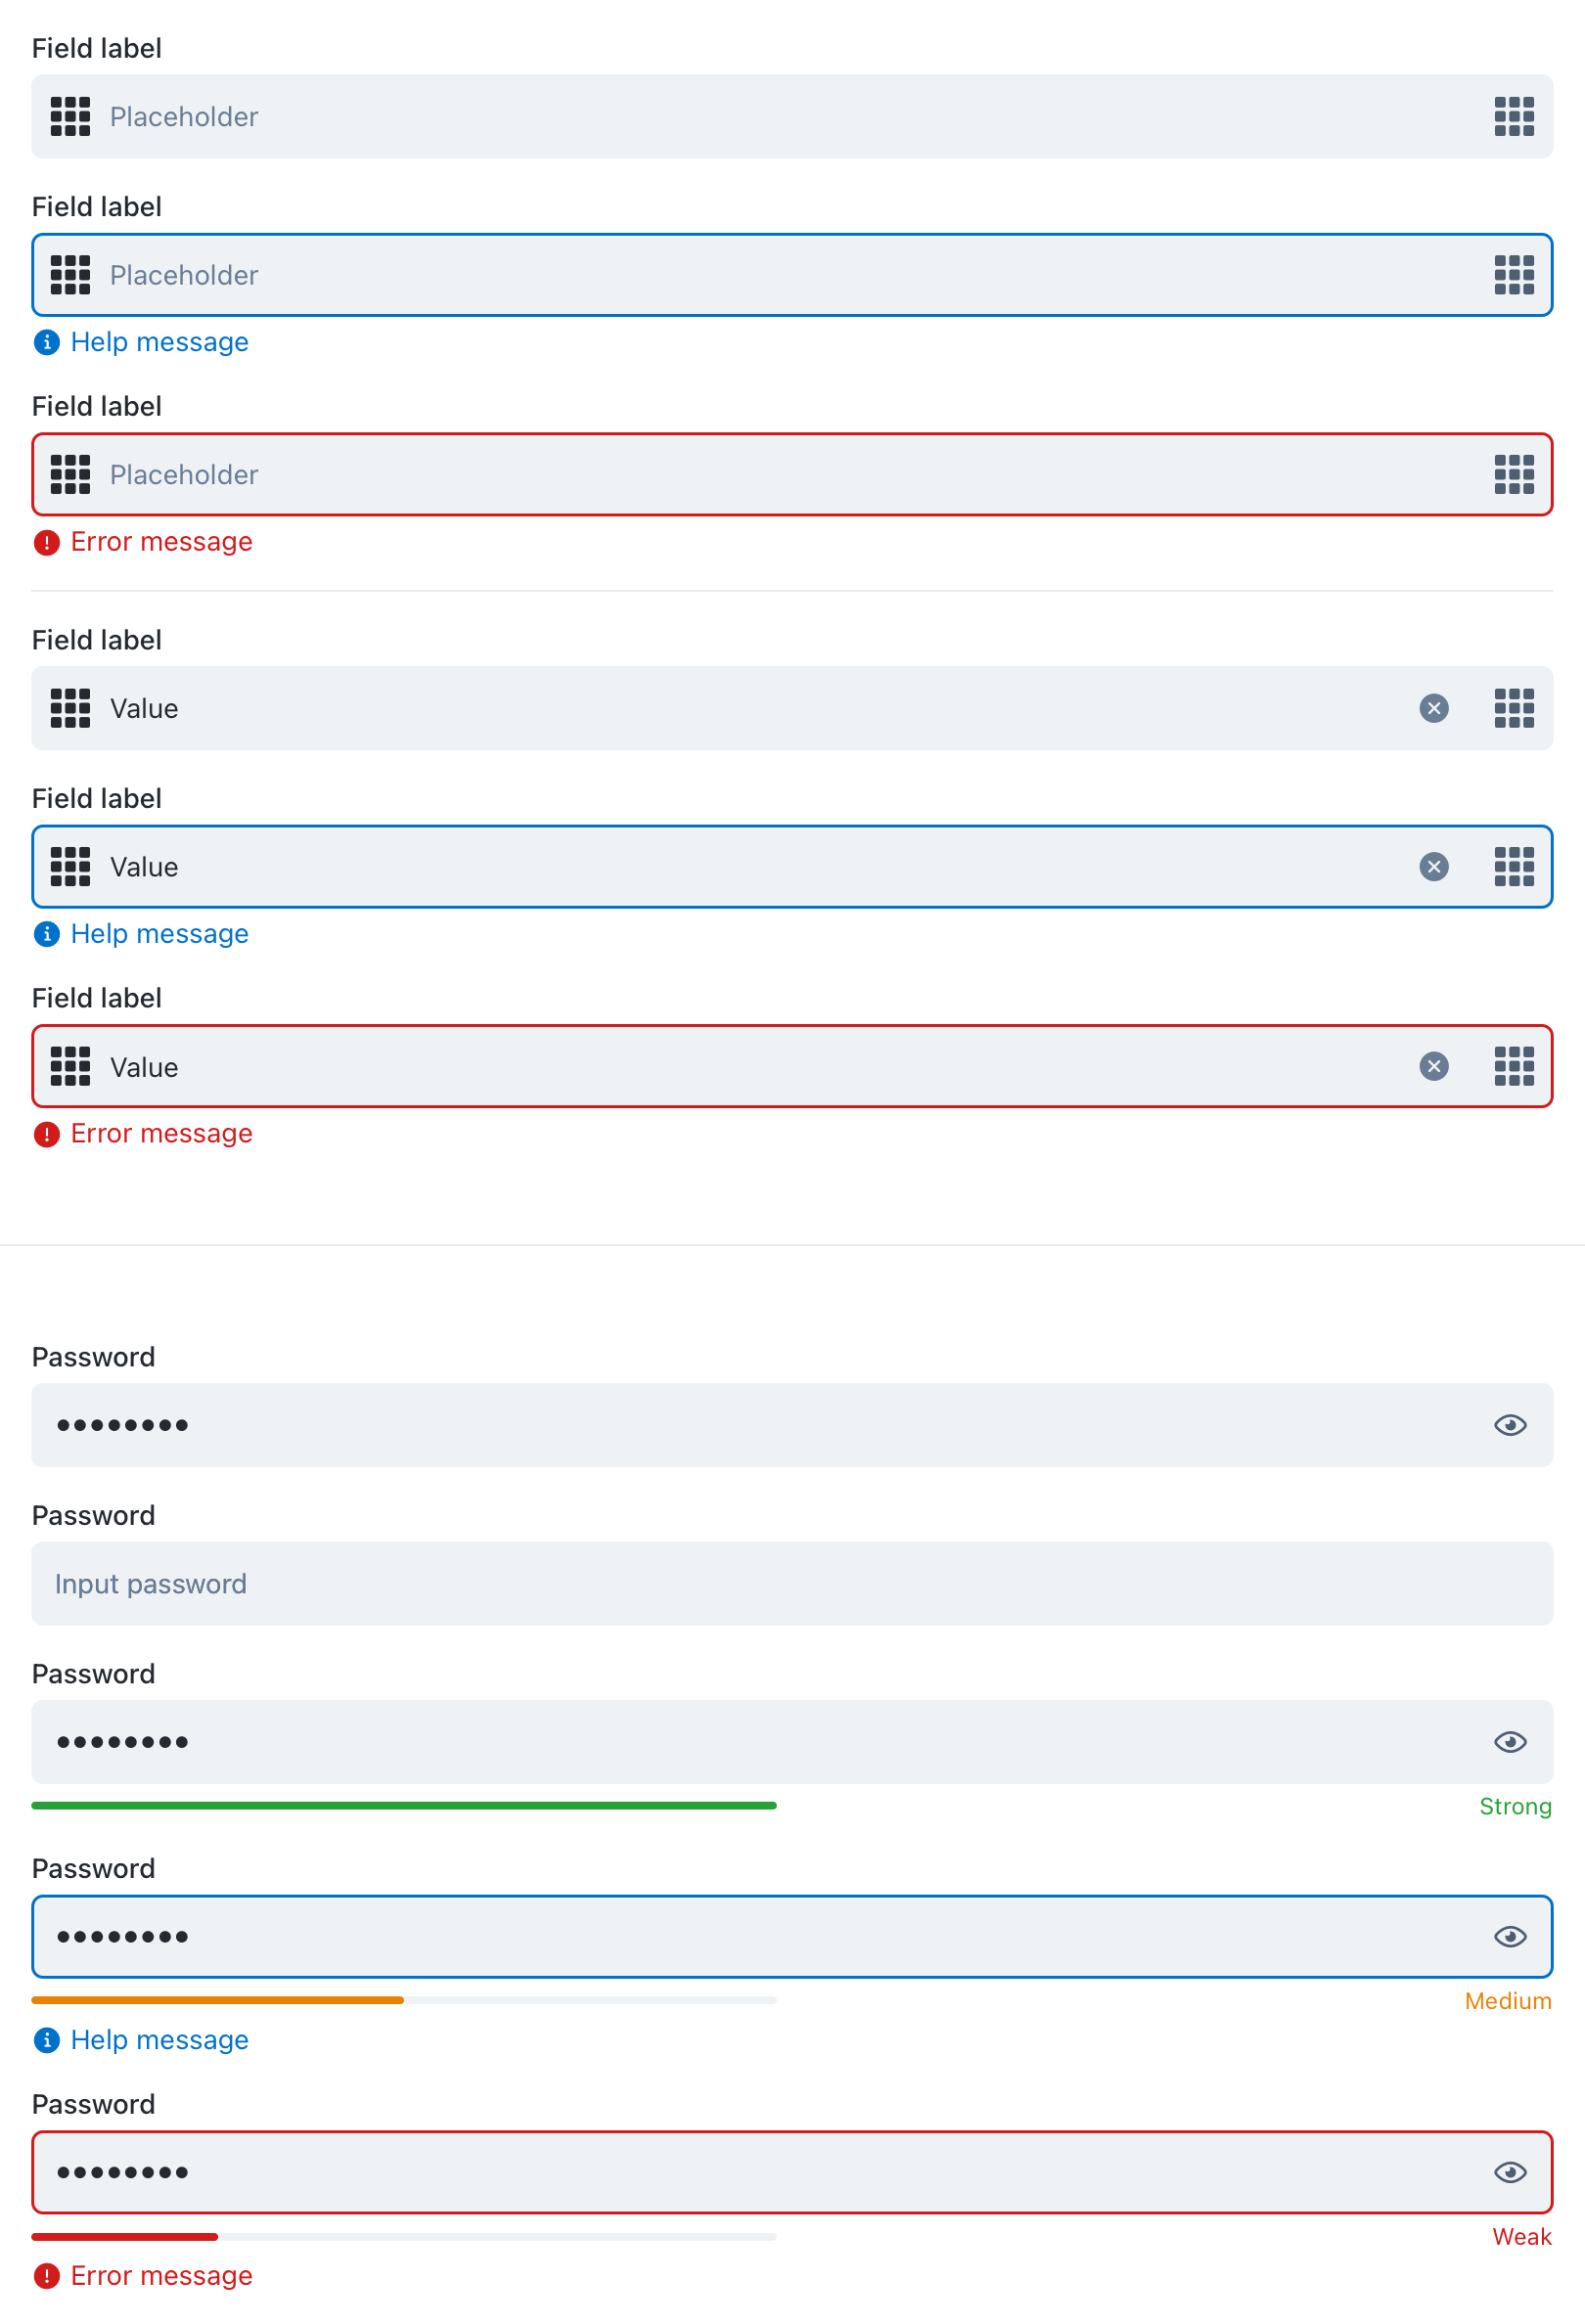 Field label
Placeholder
Field label
Placeholder
Help message
Field label
Placeholder
Error message
Field label
Value
Field label
Value
Help message
Field label
Value
Error message
Password
••••••••
Password
Input password
Password
••••••••
Strong
Password
••••••••
Medium
Help message
Password
••••••••
Weak
Error message